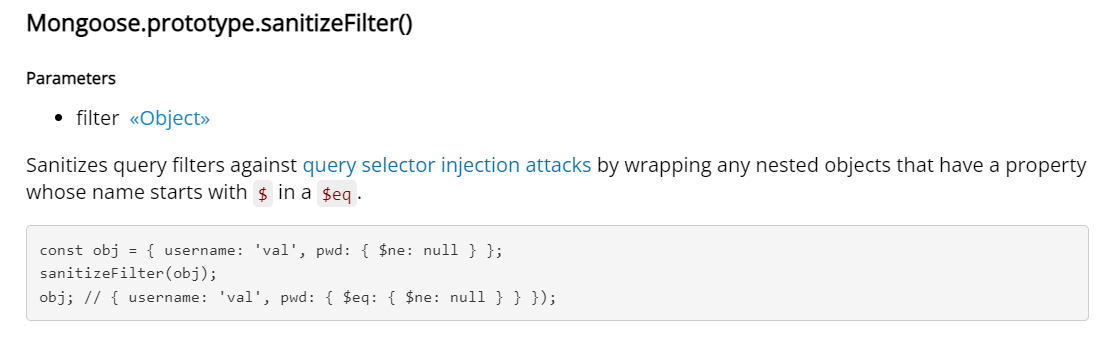 Mongoose.prototype.sanitizeFilter()
Parameters
• filter «Object»
Sanitizes query filters against query selector injection attacks by wrapping any nested objects that have a property
whose name starts with $ in a $eq.
const obj = { username: 'val', pwd: { $ne: null } };
sanitizeFilter(obj);
obj; // { username: 'val', pwd: { $eq: { $ne: null } } });